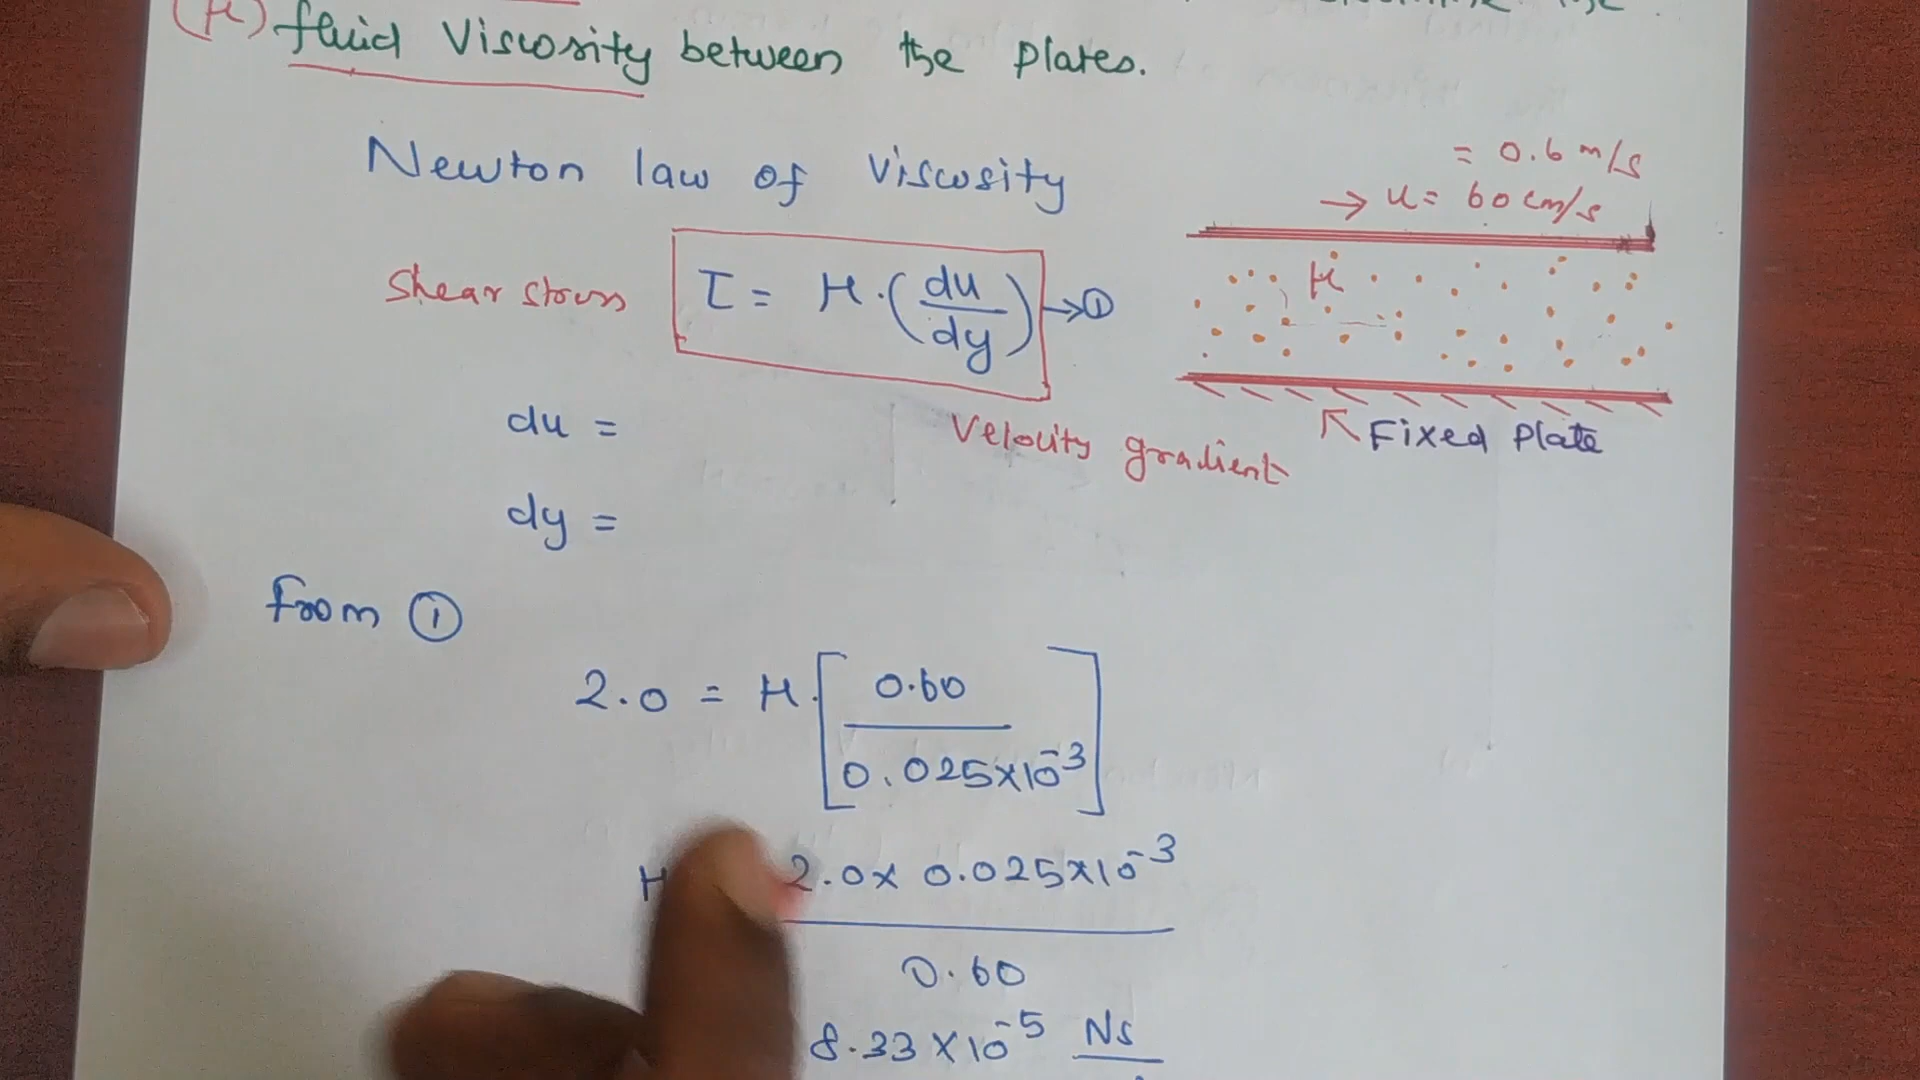 (μ) fluid Viscosity between the plates.
Newton law of Viscosity
= 0.6 m/s
→ u = 60 cm/s
Shear stress τ = μ.(du/dy) → ①
μ
du =
Velocity gradient
Fixed plate
dy =
from ①
2.0 = μ.[0.60 / 0.025×10⁻³]
μ 2.0× 0.025×10⁻³
0.60
8.33 ×10⁻⁵ Ns